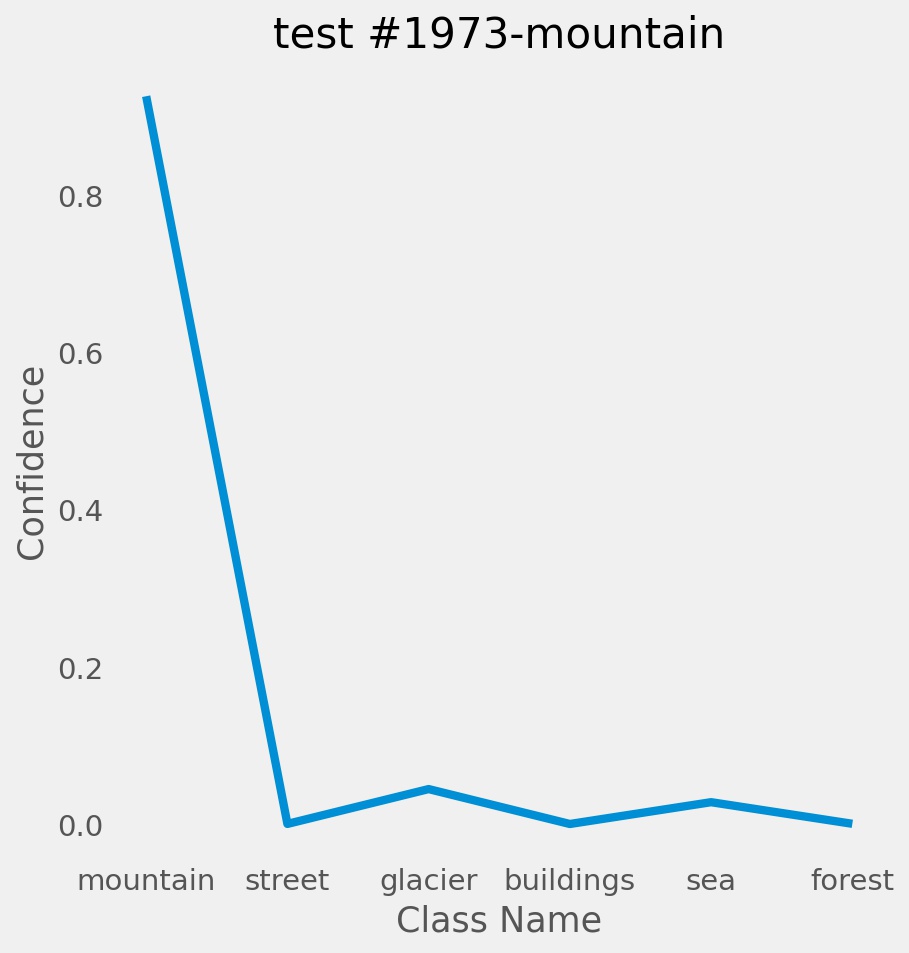 test #1973-mountain
Confidence
0.8
0.6
0.4
0.2
0.0
mountain street glacier buildings sea forest
Class Name